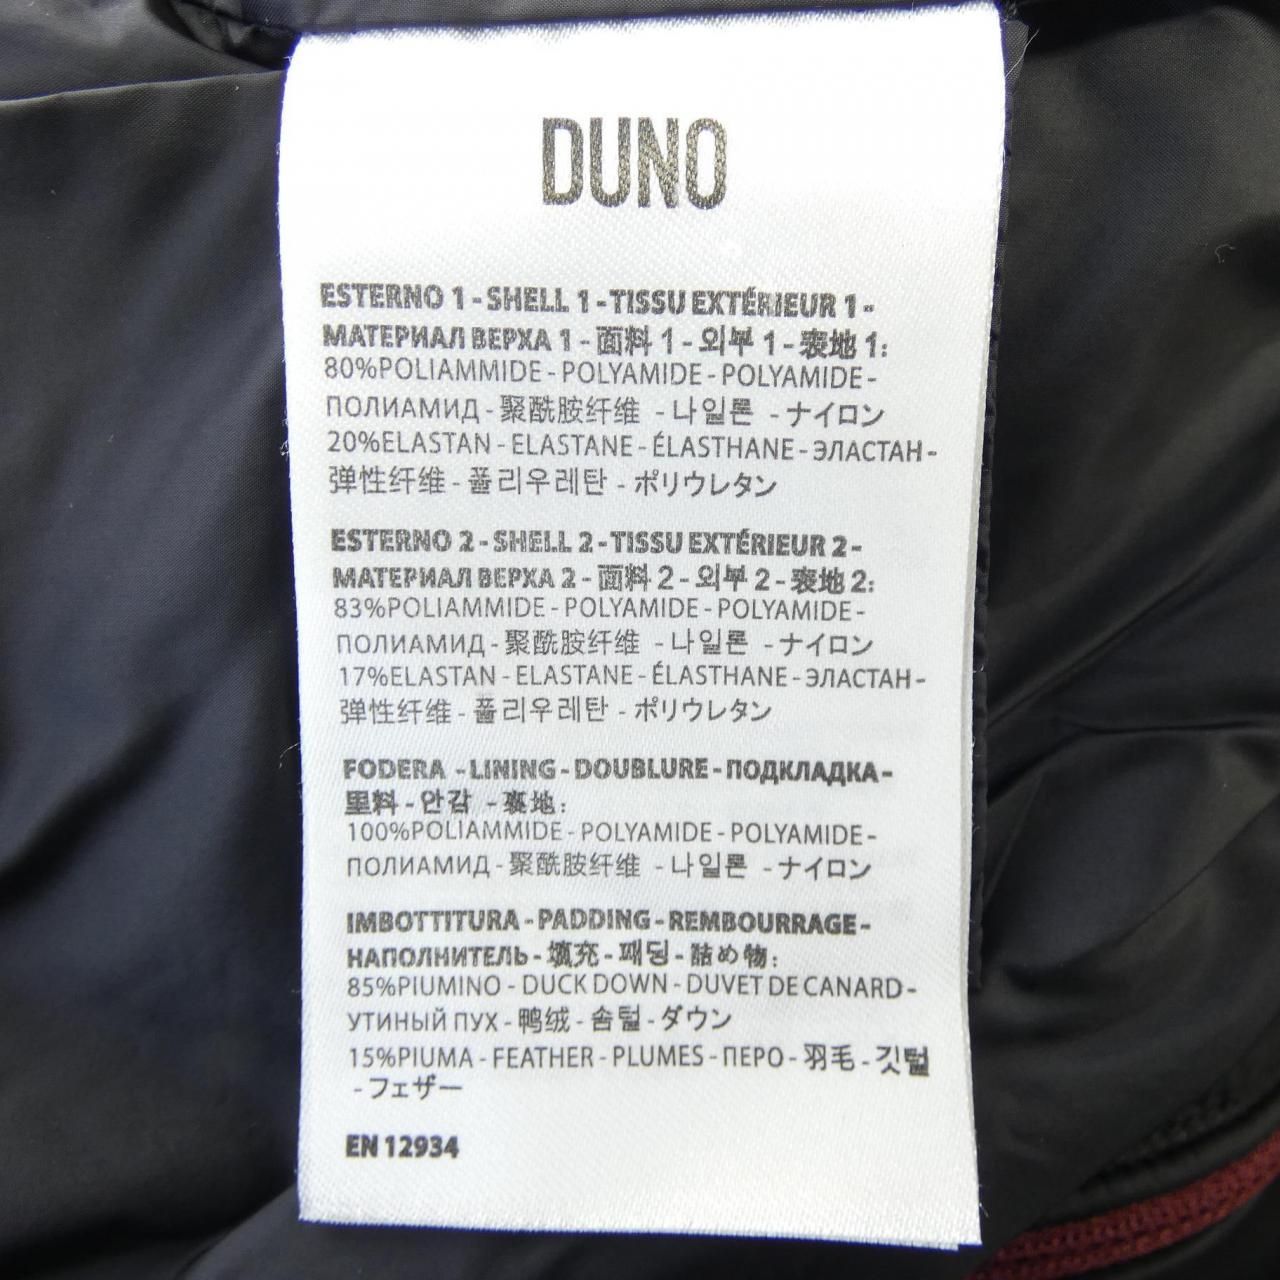 DUNO
ESTERNO 1 - SHELL 1 - TISSU EXTÉRIEUR 1 -
МАТЕРИАЛ ВЕРХА 1 - 面料 1 - 외부 1 - 表地 1:
80%POLIAMMIDE - POLYAMIDE - POLYAMIDE -
ПОЛИАМИД - 聚酰胺纤维 - 나일론 - ナイロン
20%ELASTAN - ELASTANE - ÉLASTHANE - ЭЛАСТАН -
弹性纤维 - 폴리우레탄 - ポリウレタン
ESTERNO 2 - SHELL 2 - TISSU EXTÉRIEUR 2 -
МАТЕРИАЛ ВЕРХА 2 - 面料 2 - 외부 2 - 表地 2:
83%POLIAMMIDE - POLYAMIDE - POLYAMIDE -
ПОЛИАМИД - 聚酰胺纤维 - 나일론 - ナイロン
17%ELASTAN - ELASTANE - ÉLASTHANE - ЭЛАСТАН -
弹性纤维 - 폴리우레탄 - ポリウレタン
FODERA - LINING - DOUBLURE - ПОДКЛАДКА -
里料 - 안감 - 裏地:
100%POLIAMMIDE - POLYAMIDE - POLYAMIDE -
ПОЛИАМИД - 聚酰胺纤维 - 나일론 - ナイロン
IMBOTTITURA - PADDING - REMBOURRAGE -
НАПОЛНИТЕЛЬ - 填充 - 패딩 - 詰め物:
85%PIUMINO - DUCK DOWN - DUVET DE CANARD -
УТИНЫЙ ПУХ - 鸭绒 - 솜털 - ダウン
15%PIUMA - FEATHER - PLUMES - ПЕРО - 羽毛 - 깃털
- フェザー
EN 12934